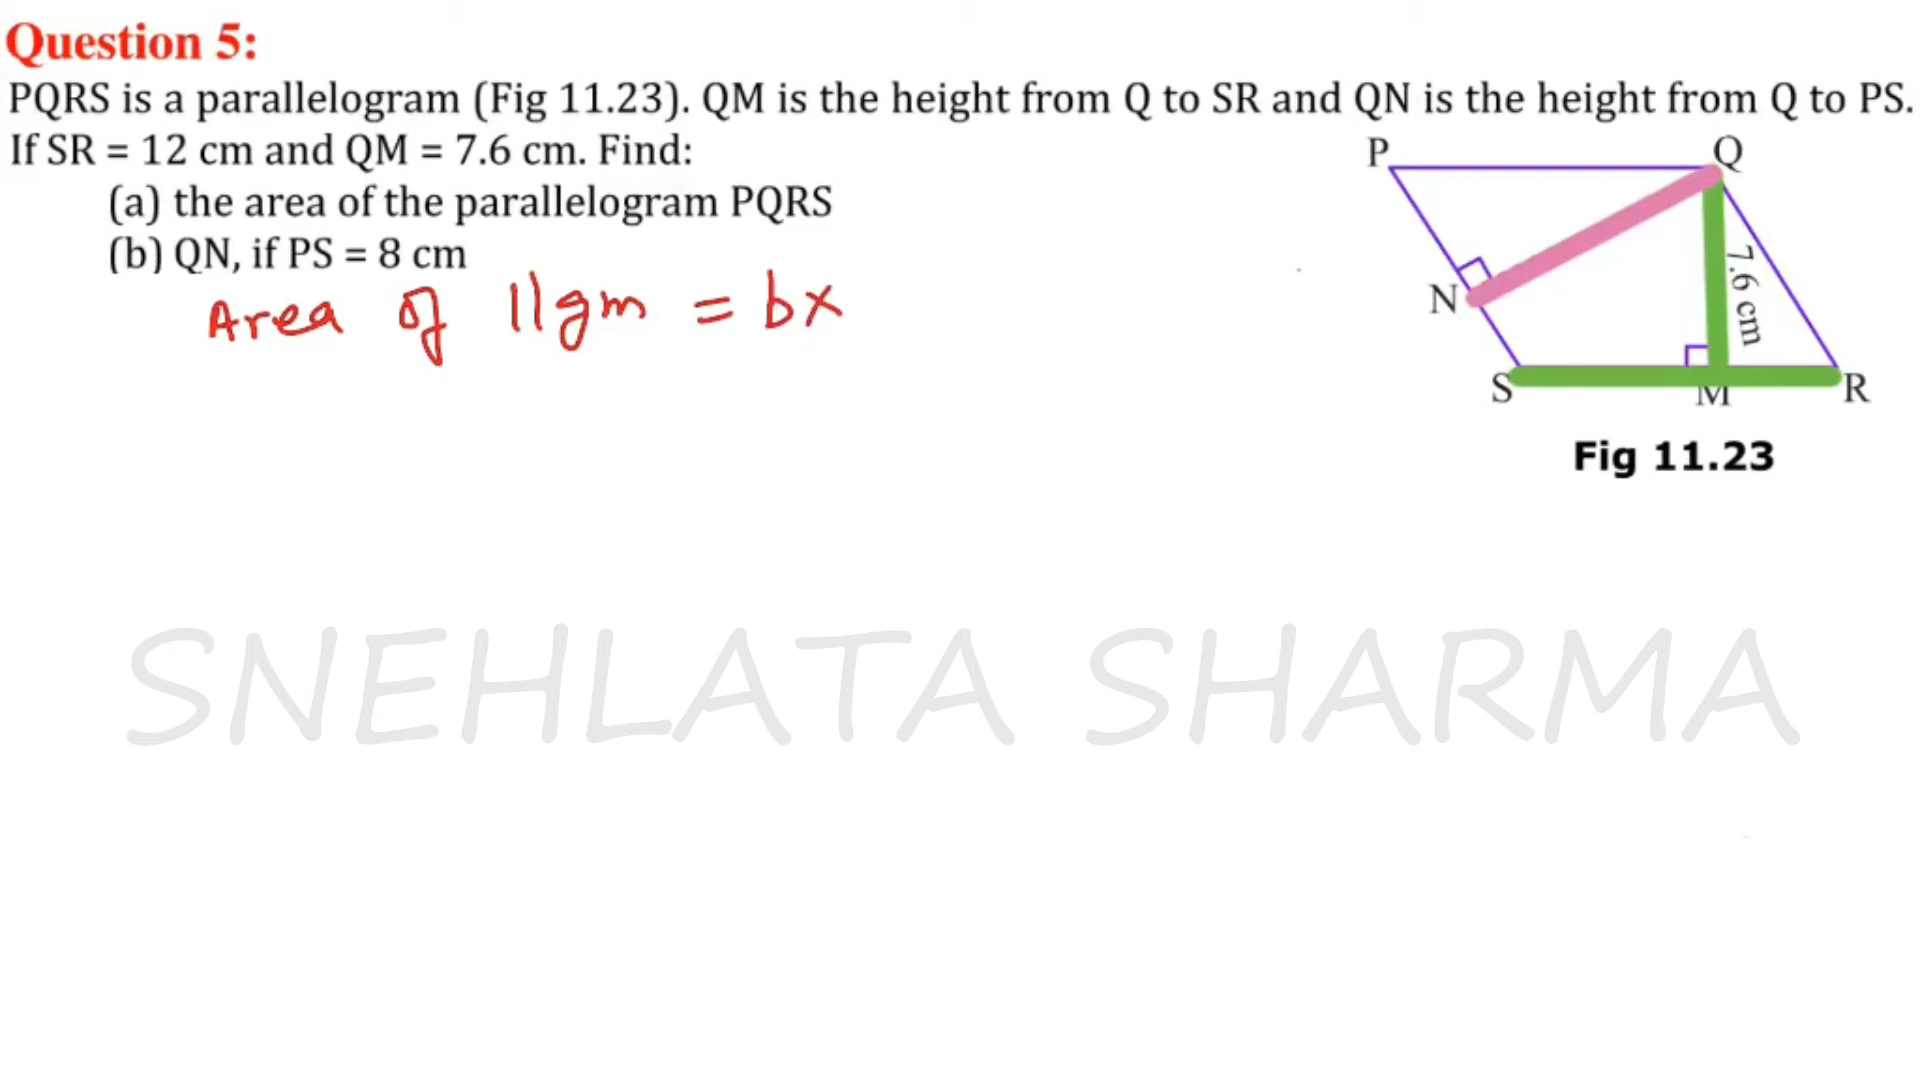 Question 5:
PQRS is a parallelogram (Fig 11.23). QM is the height from Q to SR and QN is the height from Q to PS.
If SR = 12 cm and QM = 7.6 cm. Find:
(a) the area of the parallelogram PQRS
(b) QN, if PS = 8 cm
Area of ||gm = b×
P
Q
N
7.6 cm
S
M
R
Fig 11.23
SNEHLATA SHARMA